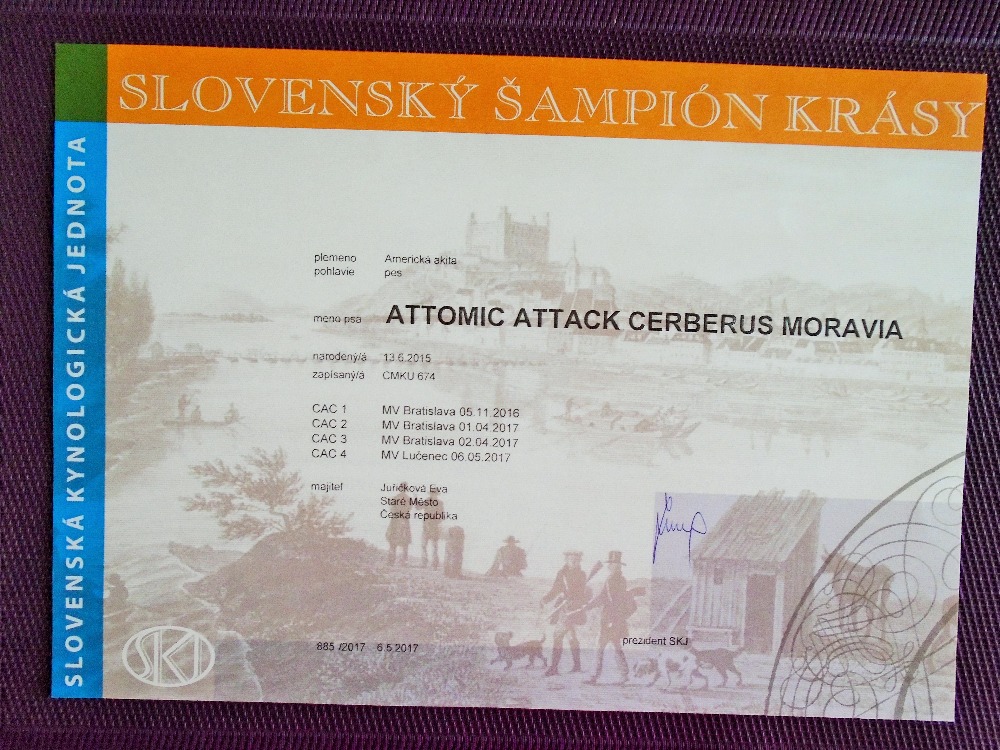 SLOVENSKÝ ŠAMPIÓN KRÁSY
SLOVENSKÁ KYNOLOGICKÁ JEDNOTA
plemeno Americká akita
pohlavie pes
meno psa ATTOMIC ATTACK CERBERUS MORAVIA
narodený/á 13.6.2015
zapísaný/á CMKU 674
CAC 1 MV Bratislava 05.11.2016
CAC 2 MV Bratislava 01.04.2017
CAC 3 MV Bratislava 02.04.2017
CAC 4 MV Lučenec 06.05.2017
majiteľ Juříčková Eva
Staré Město
Česká republika
885 /2017 6.5.2017
prezident SKJ
SKJ